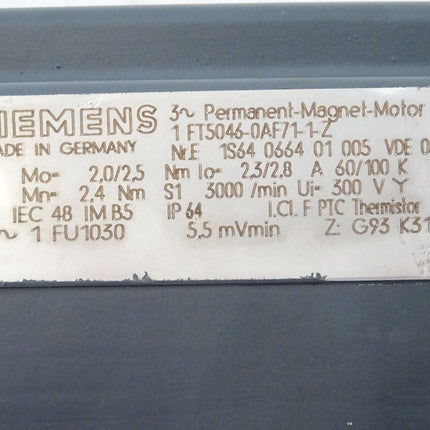 SIEMENS 3~ Permanent-Magnet-Motor
1 FT5046-0AF71-1-Z
MADE IN GERMANY Nr.E 1S64 0664 01 005 VDE 0
Mo= 2,0/2,5 Nm Io= 2,3/2,8 A 60/100 K
Mn= 2,4 Nm S1 3000 /min Ui= 300 V Y
IEC 48 IM B5 IP 64 I.Cl. F PTC Thermistor
~ 1 FU1030 5,5 mVmin Z: G93 K31